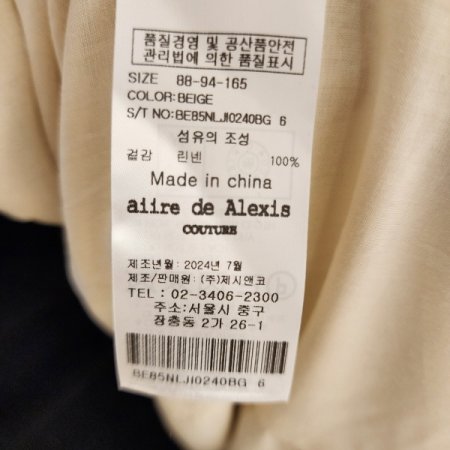 품질경영 및 공산품안전
관리법에 의한 품질표시
SIZE 88-94-165
COLOR:BEIGE
S/T NO:BE85NLJI0240BG 6
섬유의 조성
겉감 린넨 100%
Made in china
aiire de Alexis
COUTURE
제조년월 : 2024년 7월
제조/판매원 : (주)제시앤코
TEL : 02-3406-2300
주소:서울시 중구
장충동 2가 26-1
BE85NLJI0240BG 6